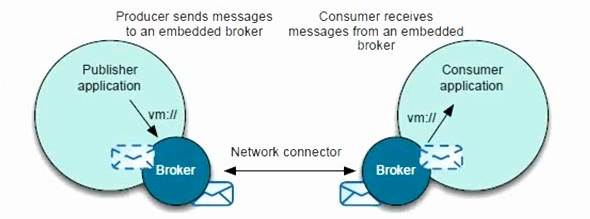 Producer sends messages
to an embedded broker
Consumer receives
messages from an embedded
broker
Publisher
application
vm://
Broker
Network connector
Consumer
application
vm://
Broker